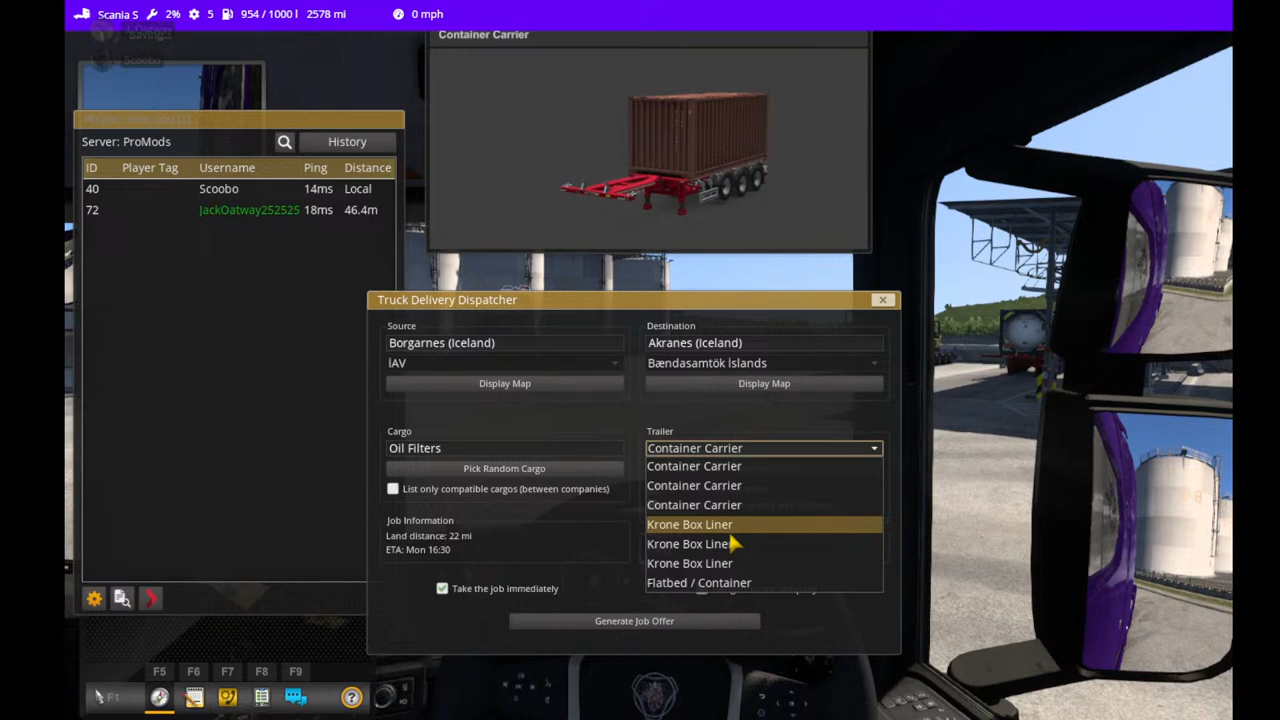 Scania S 2% 5 954 / 1000 l 2578 mi 0 mph
Saving...
Scoobo
Container Carrier
Server: ProMods
History
ID Player Tag Username Ping Distance
40 Scoobo 14ms Local
72 JackOatway252525 18ms 46.4m
Truck Delivery Dispatcher
Source
Borgarnes (Iceland)
ÍAV
Display Map
Destination
Akranes (Iceland)
Bændasamtök Íslands
Display Map
Cargo
Oil Filters
Pick Random Cargo
List only compatible cargos (between companies)
Job Information
Land distance: 22 mi
ETA: Mon 16:30
Trailer
Container Carrier
Container Carrier
Container Carrier
Container Carrier
Krone Box Liner
Krone Box Liner
Krone Box Liner
Flatbed / Container
Take the job immediately
Generate Job Offer
F5 F6 F7 F8 F9
F1